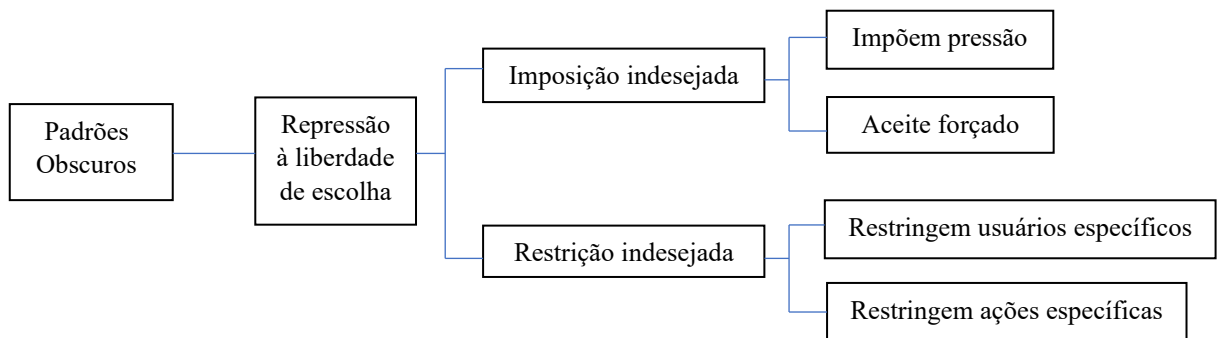 Padrões
Obscuros
Repressão
à liberdade
de escolha
Imposição indesejada
Impõem pressão
Aceite forçado
Restrição indesejada
Restringem usuários específicos
Restringem ações específicas